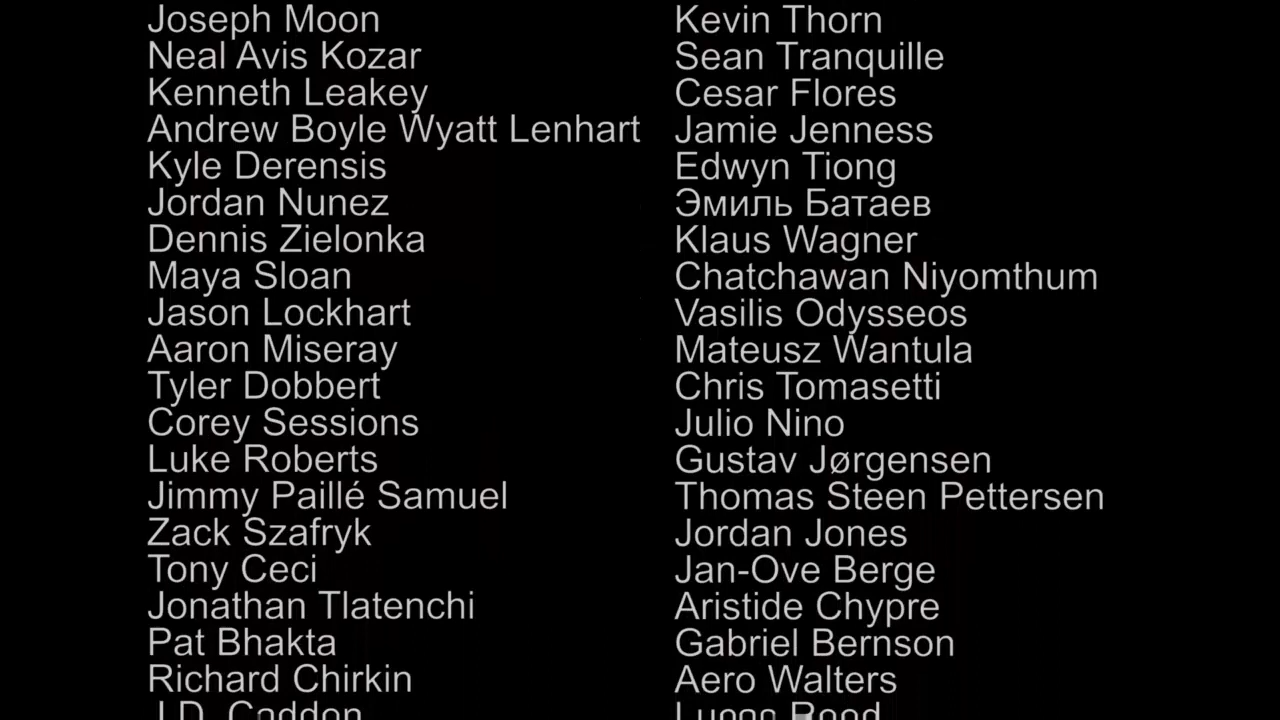 Joseph Moon
Neal Avis Kozar
Kenneth Leakey
Andrew Boyle Wyatt Lenhart
Kyle Derensis
Jordan Nunez
Dennis Zielonka
Maya Sloan
Jason Lockhart
Aaron Miseray
Tyler Dobbert
Corey Sessions
Luke Roberts
Jimmy Paillé Samuel
Zack Szafryk
Tony Ceci
Jonathan Tlatenchi
Pat Bhakta
Richard Chirkin
J.D.
Kevin Thorn
Sean Tranquille
Cesar Flores
Jamie Jenness
Edwyn Tiong
Эмиль Батаев
Klaus Wagner
Chatchawan Niyomthum
Vasilis Odysseos
Mateusz Wantula
Chris Tomasetti
Julio Nino
Gustav Jørgensen
Thomas Steen Pettersen
Jordan Jones
Jan-Ove Berge
Aristide Chypre
Gabriel Bernson
Aero Walters